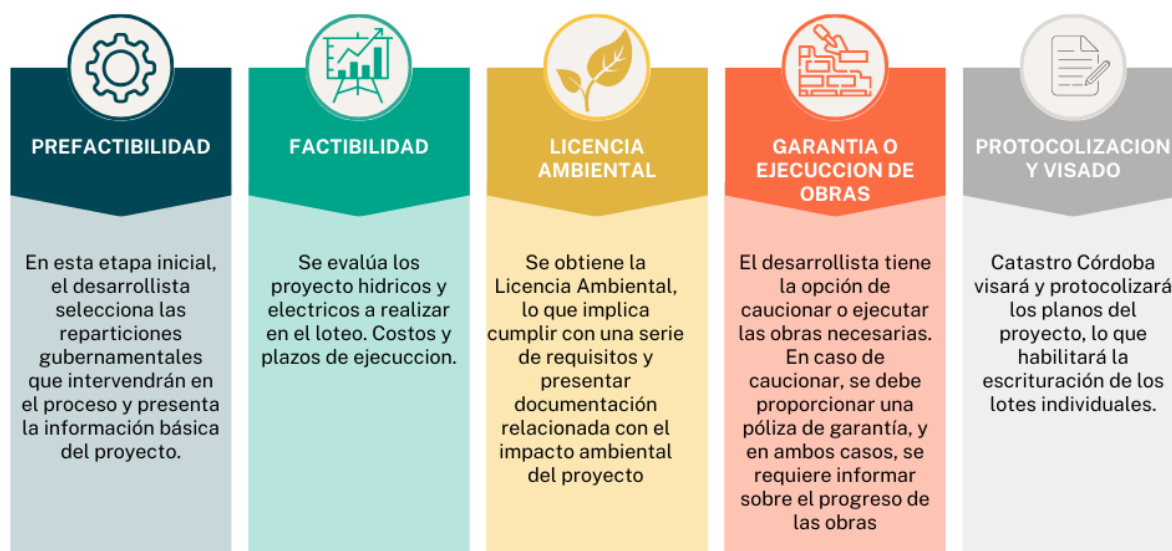 PREFACTIBILIDAD
En esta etapa inicial,
el desarrollista
selecciona las
reparticiones
gubernamentales
que intervendrán en
el proceso y presenta
la información básica
del proyecto.
FACTIBILIDAD
Se evalúa los
proyecto hidricos y
electricos a realizar
en el loteo. Costos y
plazos de ejecuccion.
LICENCIA
AMBIENTAL
Se obtiene la
Licencia Ambiental,
lo que implica
cumplir con una serie
de requisitos y
presentar
documentación
relacionada con el
impacto ambiental
del proyecto
GARANTIA O
EJECUCCION DE
OBRAS
El desarrollista tiene
la opción de
caucionar o ejecutar
las obras necesarias.
En caso de
caucionar, se debe
proporcionar una
póliza de garantía, y
en ambos casos, se
requiere informar
sobre el progreso de
las obras
PROTOCOLIZACION
Y VISADO
Catastro Córdoba
visará y protocolizará
los planos del
proyecto, lo que
habilitará la
escrituración de los
lotes individuales.